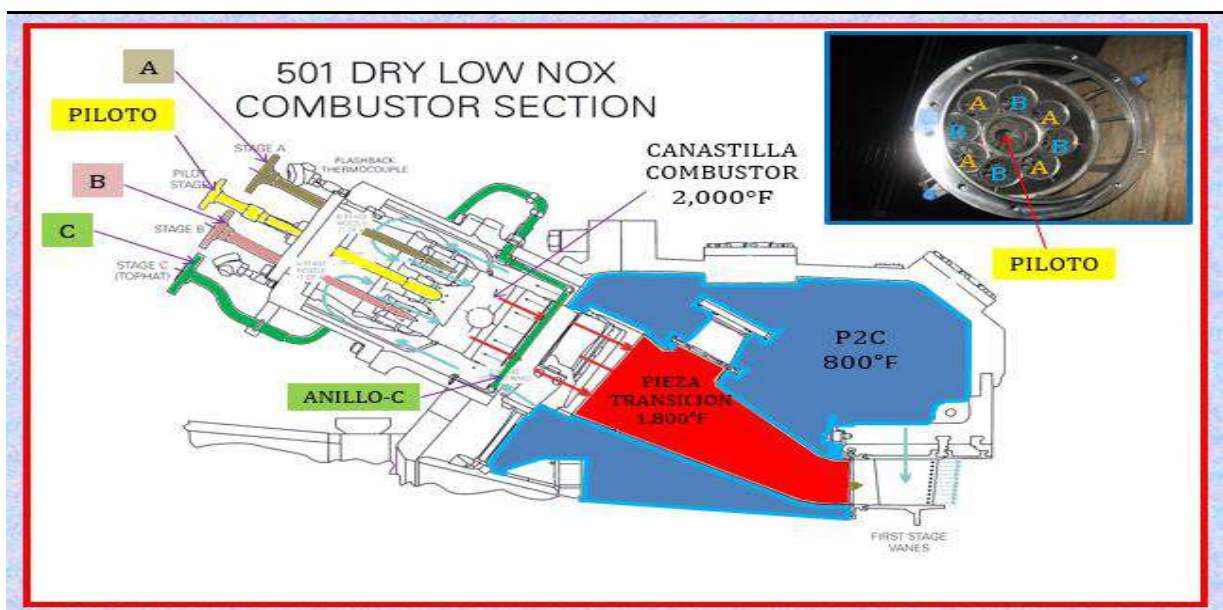 A
501 DRY LOW NOX
COMBUSTOR SECTION
PILOTO
STAGE A
FLASHBACK
THERMOCOUPLE
B
PILOT
STAGE
C
STAGE B
STAGE C
(TOPHAT)
CANASTILLA
COMBUSTOR
2,000°F
A
B
A
B
B
A
B
A
PILOTO
P2C
800°F
ANILLO-C
PIEZA
TRANSICION
1,800°F
FIRST STAGE
VANES